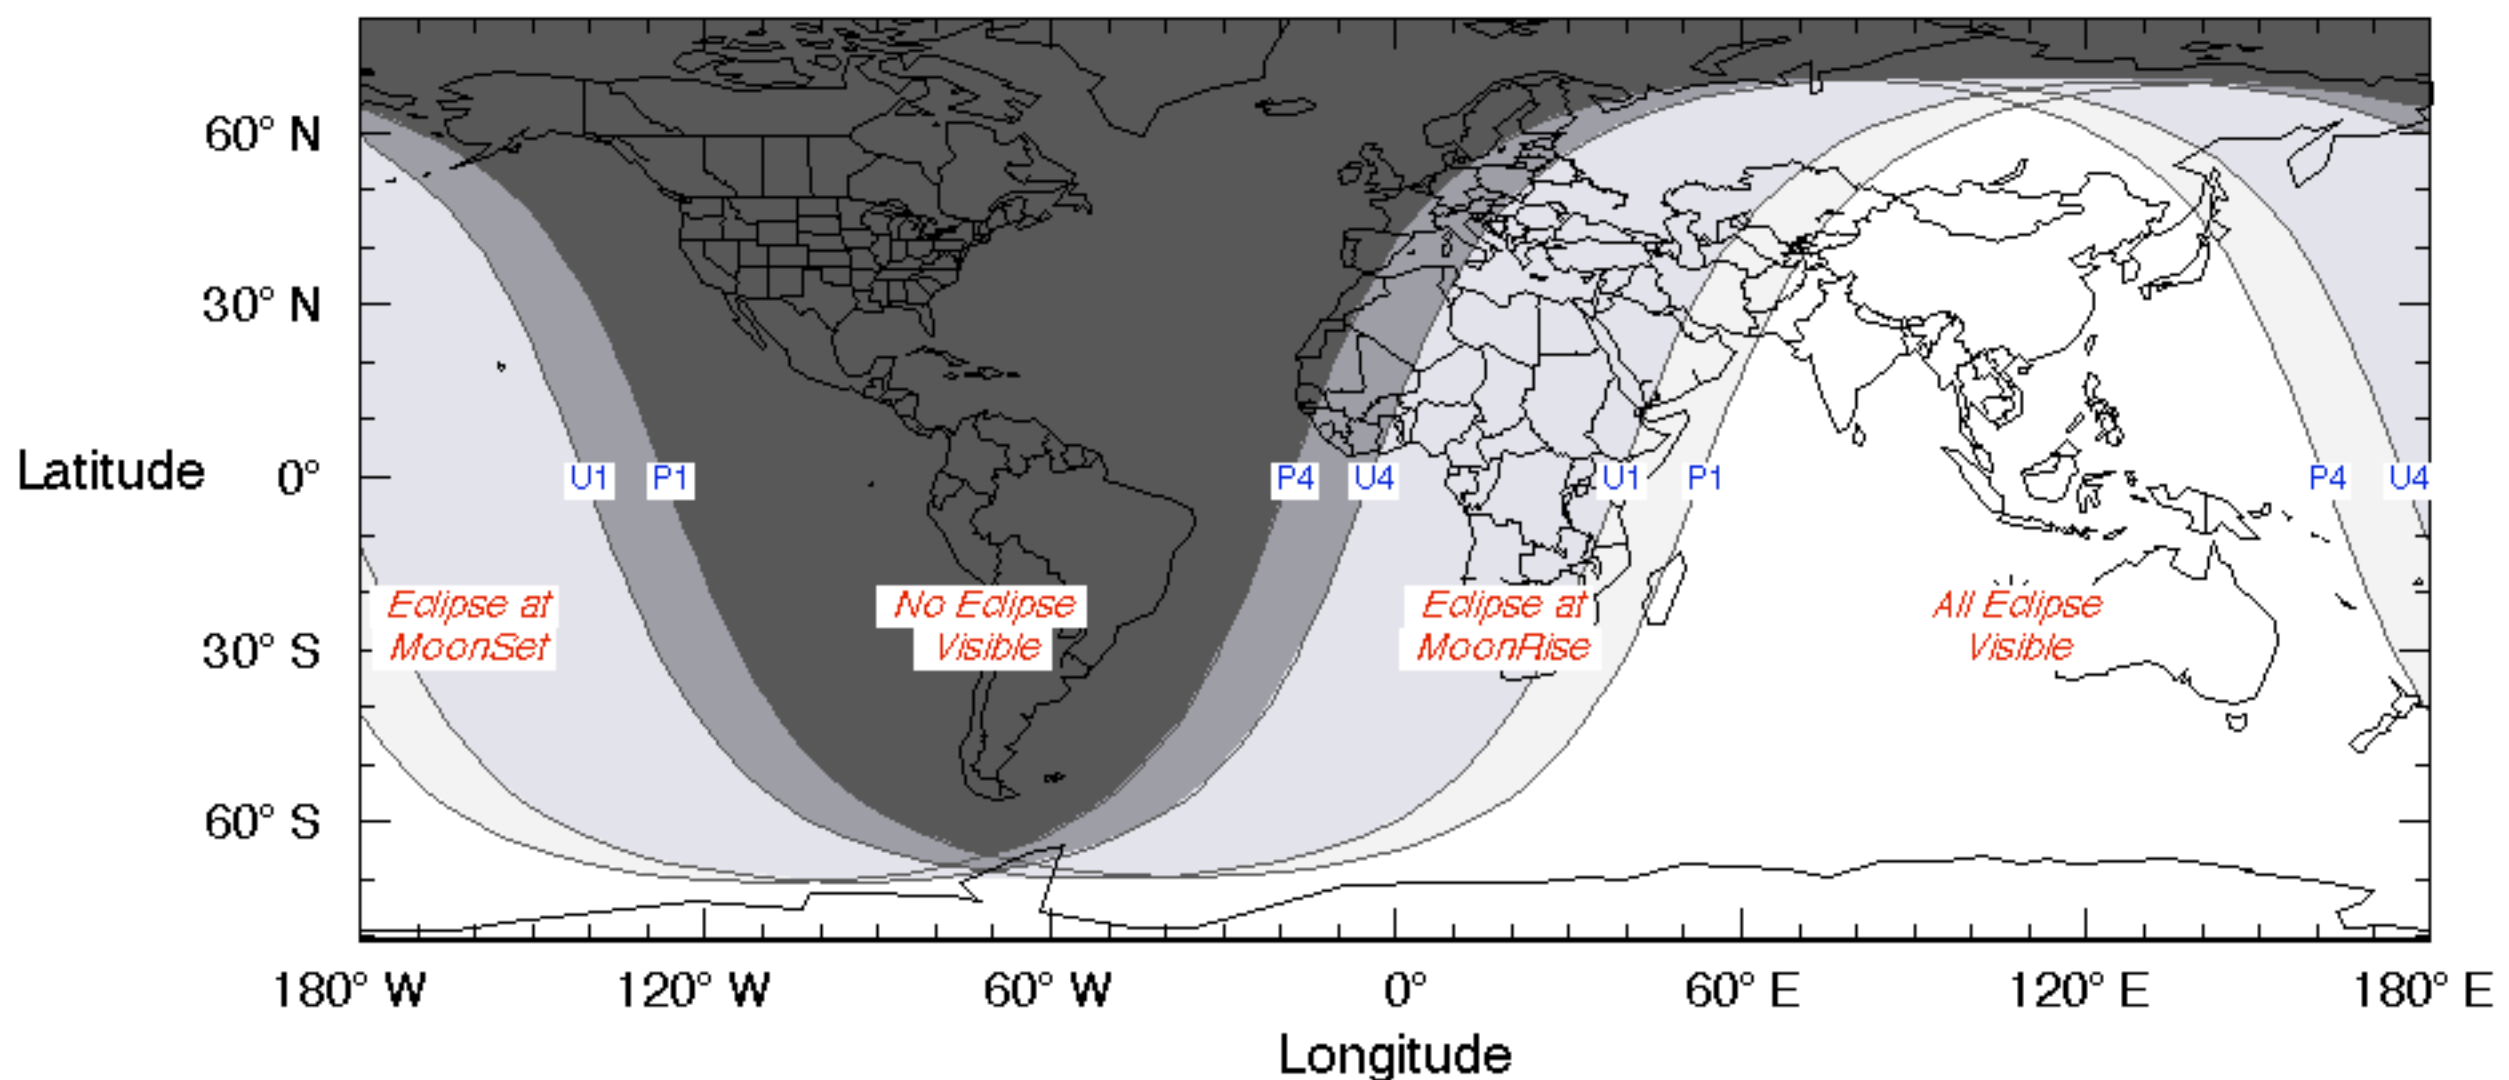 60° N
30° N
Latitude 0°
U1 P1 P4 U4 U1 P1 P4 U4
Eclipse at
MoonSet
No Eclipse
Visible
Eclipse at
MoonRise
All Eclipse
Visible
30° S
60° S
180° W 120° W 60° W 0° 60° E 120° E 180° E
Longitude